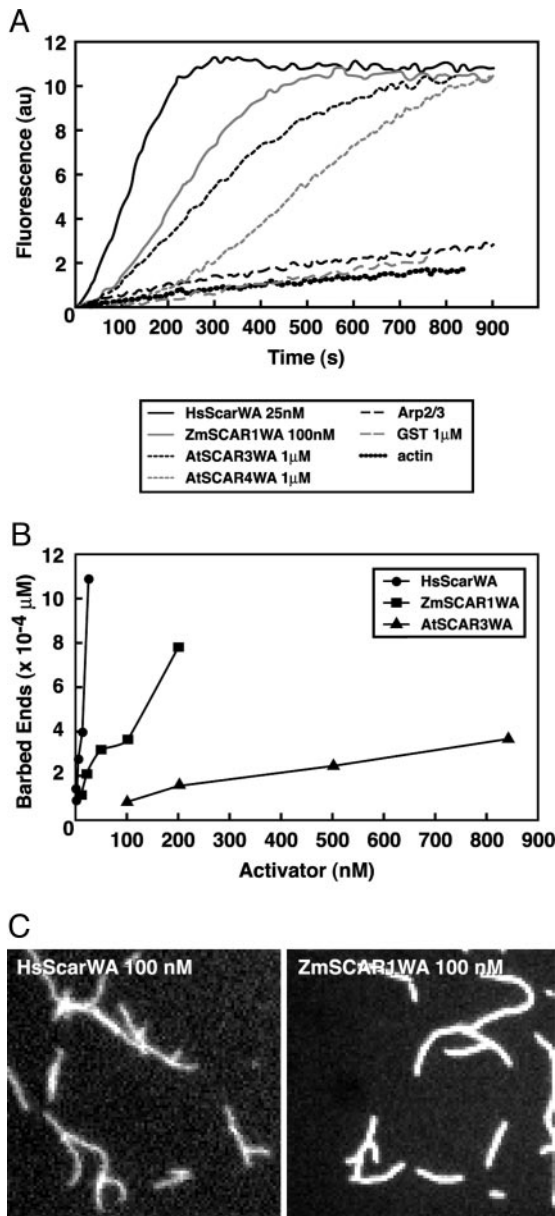 A
Fluorescence (au)
12
10
8
6
4
2
0
100 200 300 400 500 600 700 800 900
Time (s)
HsScarWA 25nM
ZmSCAR1WA 100nM
AtSCAR3WA 1µM
AtSCAR4WA 1µM
Arp2/3
GST 1µM
actin
B
Barbed Ends (x 10-4 µM)
12
10
8
6
4
2
0
100 200 300 400 500 600 700 800 900
HsScarWA
ZmSCAR1WA
AtSCAR3WA
Activator (nM)
C
HsScarWA 100 nM
ZmSCAR1WA 100 nM